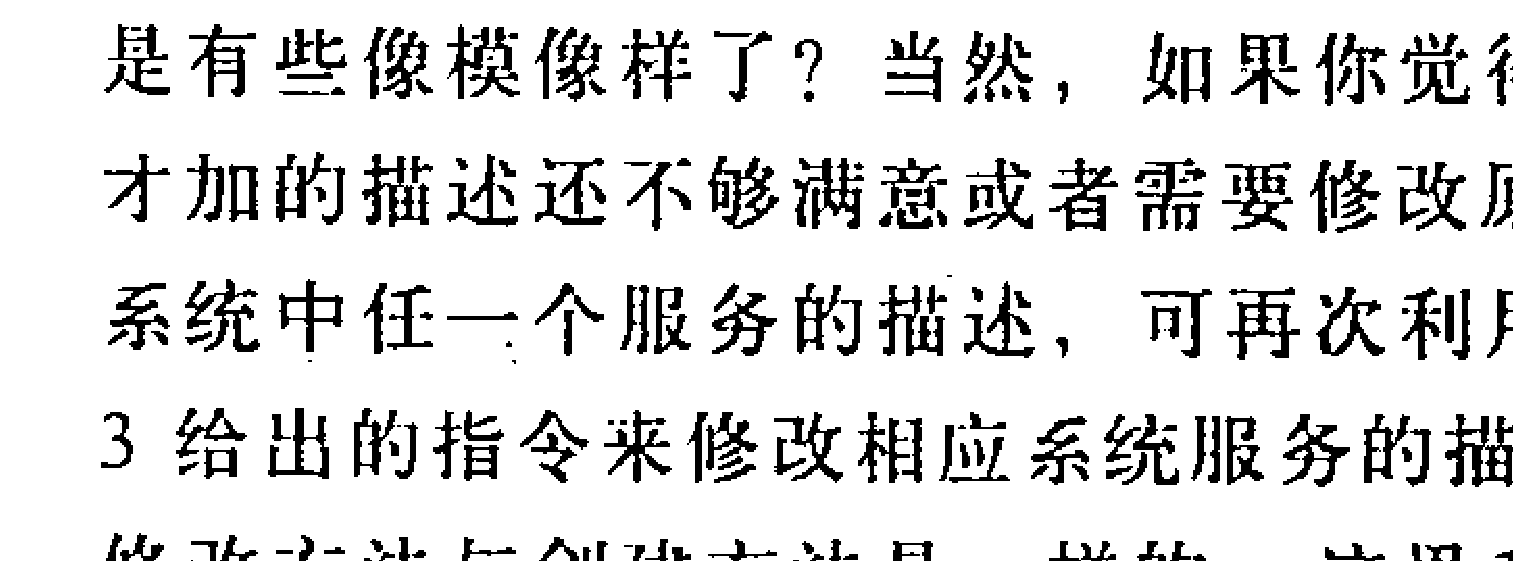 是有些像模像样了？当然，如果你觉
才加的描述还不够满意或者需要修改
系统中任一个服务的描述，可再次利
3 给出的指令来修改相应系统服务的描